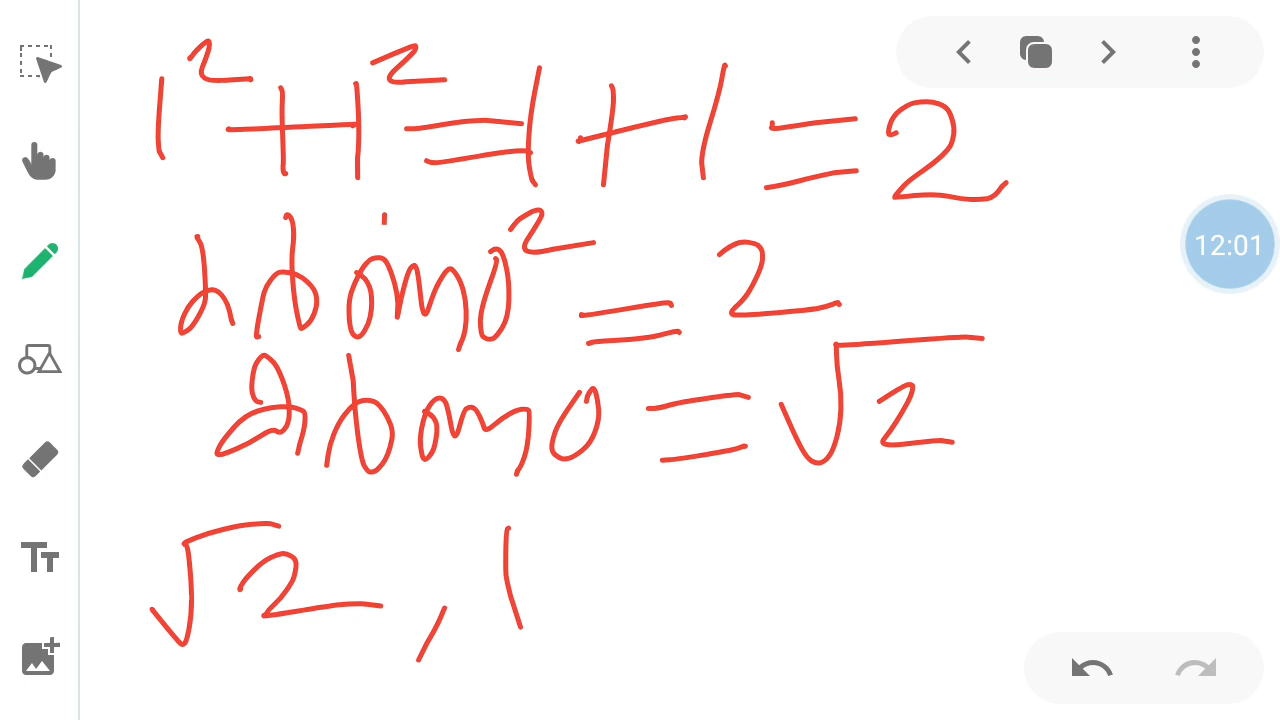 1² + 1² = 1 + 1 = 2
² = 2
= √2
√2 , 1
12:01